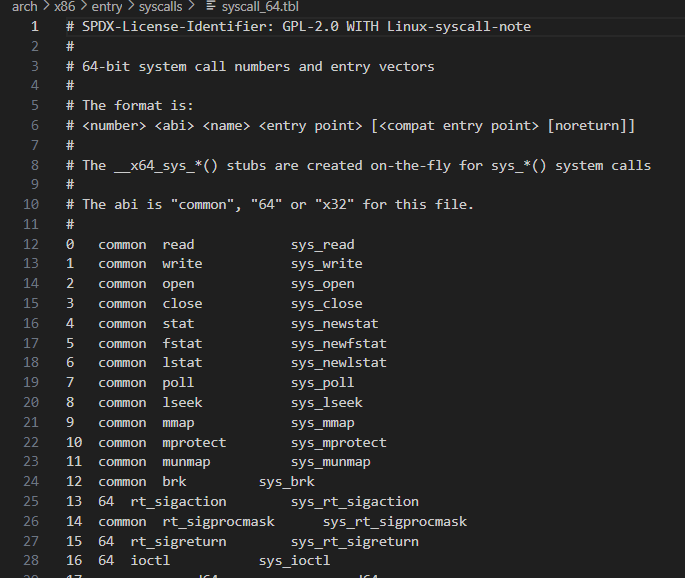 arch > x86 > entry > syscalls > syscall_64.tbl
1 # SPDX-License-Identifier: GPL-2.0 WITH Linux-syscall-note
2 #
3 # 64-bit system call numbers and entry vectors
4 #
5 # The format is:
6 # <number> <abi> <name> <entry point> [<compat entry point> [noreturn]]
7 #
8 # The __x64_sys_*() stubs are created on-the-fly for sys_*() system calls
9 #
10 # The abi is "common", "64" or "x32" for this file.
11 #
12 0 common read sys_read
13 1 common write sys_write
14 2 common open sys_open
15 3 common close sys_close
16 4 common stat sys_newstat
17 5 common fstat sys_newfstat
18 6 common lstat sys_newlstat
19 7 common poll sys_poll
20 8 common lseek sys_lseek
21 9 common mmap sys_mmap
22 10 common mprotect sys_mprotect
23 11 common munmap sys_munmap
24 12 common brk sys_brk
25 13 64 rt_sigaction sys_rt_sigaction
26 14 common rt_sigprocmask sys_rt_sigprocmask
27 15 64 rt_sigreturn sys_rt_sigreturn
28 16 64 ioctl sys_ioctl